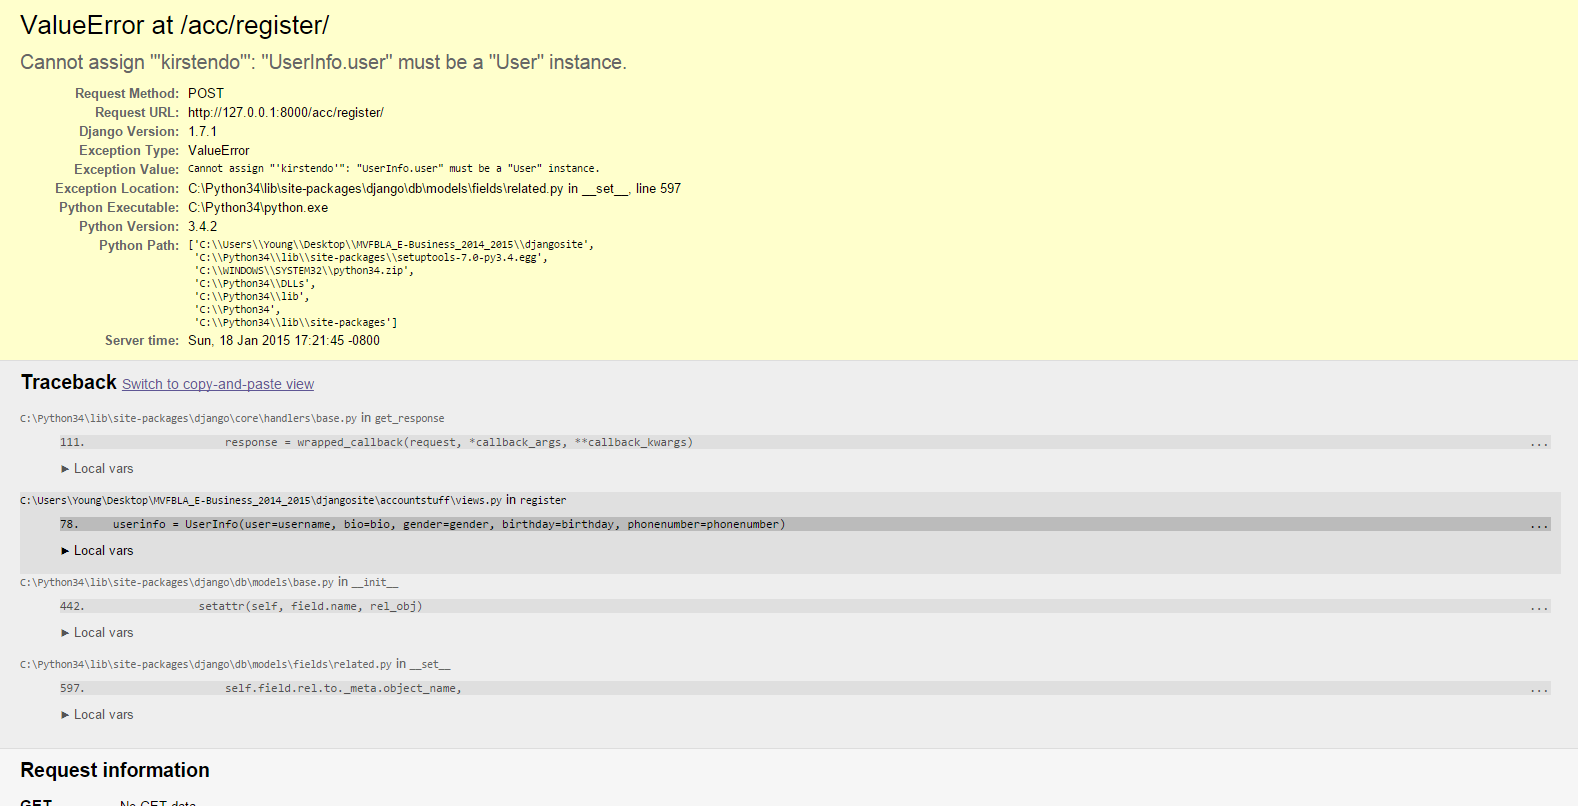 ValueError at /acc/register/
Cannot assign "'kirstendo'": "UserInfo.user" must be a "User" instance.
Request Method: POST
Request URL: http://127.0.0.1:8000/acc/register/
Django Version: 1.7.1
Exception Type: ValueError
Exception Value: Cannot assign "'kirstendo'": "UserInfo.user" must be a "User" instance.
Exception Location: C:\Python34\lib\site-packages\django\db\models\fields\related.py in __set__, line 597
Python Executable: C:\Python34\python.exe
Python Version: 3.4.2
Python Path: ['C:\\Users\\Young\\Desktop\\MVFBLA_E-Business_2014_2015\\djangosite',
'C:\\Python34\\lib\\site-packages\\setuptools-7.0-py3.4.egg',
'C:\\WINDOWS\\SYSTEM32\\python34.zip',
'C:\\Python34\\DLLs',
'C:\\Python34\\lib',
'C:\\Python34',
'C:\\Python34\\lib\\site-packages']
Server time: Sun, 18 Jan 2015 17:21:45 -0800
Traceback Switch to copy-and-paste view
C:\Python34\lib\site-packages\django\core\handlers\base.py in get_response
111. response = wrapped_callback(request, *callback_args, **callback_kwargs) ...
► Local vars
C:\Users\Young\Desktop\MVFBLA_E-Business_2014_2015\djangosite\accountstuff\views.py in register
78. userinfo = UserInfo(user=username, bio=bio, gender=gender, birthday=birthday, phonenumber=phonenumber) ...
► Local vars
C:\Python34\lib\site-packages\django\db\models\base.py in __init__
442. setattr(self, field.name, rel_obj) ...
► Local vars
C:\Python34\lib\site-packages\django\db\models\fields\related.py in __set__
597. self.field.rel.to._meta.object_name, ...
► Local vars
Request information
GET No GET data